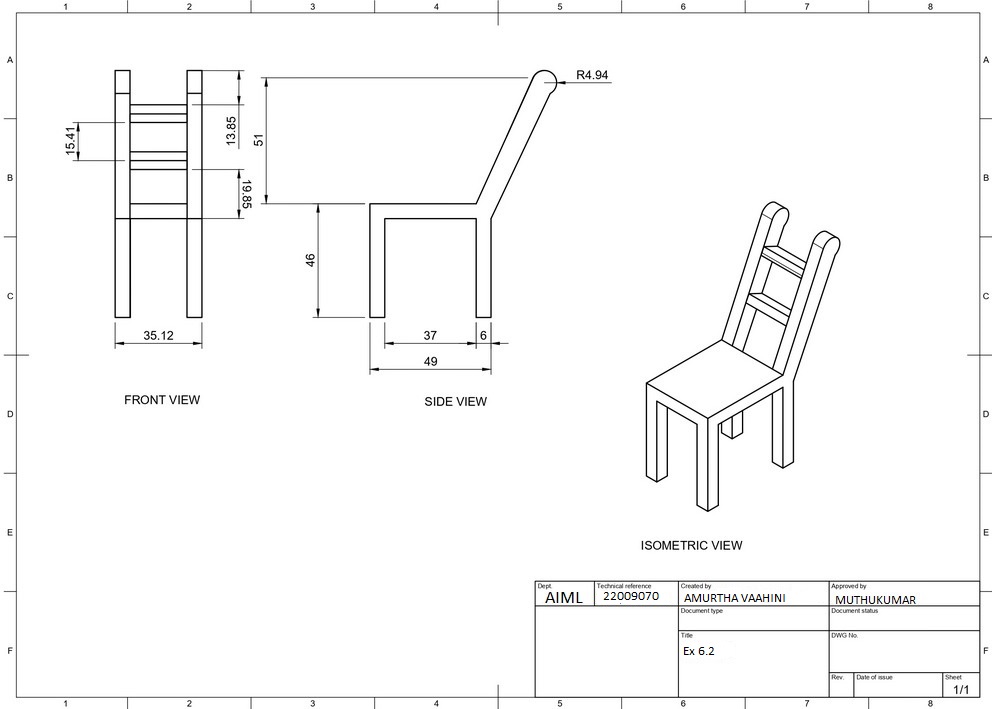 1 2 3 4 5 6 7 8
A A
R4.94
15.41
13.85
51
B B
19.85
46
C C
35.12
37 6
49
FRONT VIEW
SIDE VIEW
D D
E E
ISOMETRIC VIEW
Dept. Technical reference Created by Approved by
AIML 22009070 AMURTHA VAAHINI MUTHUKUMAR
Document type Document status
Title DWG No.
Ex 6.2
F F
Rev. Date of issue Sheet
1/1
1 2 3 4 5 6 7 8